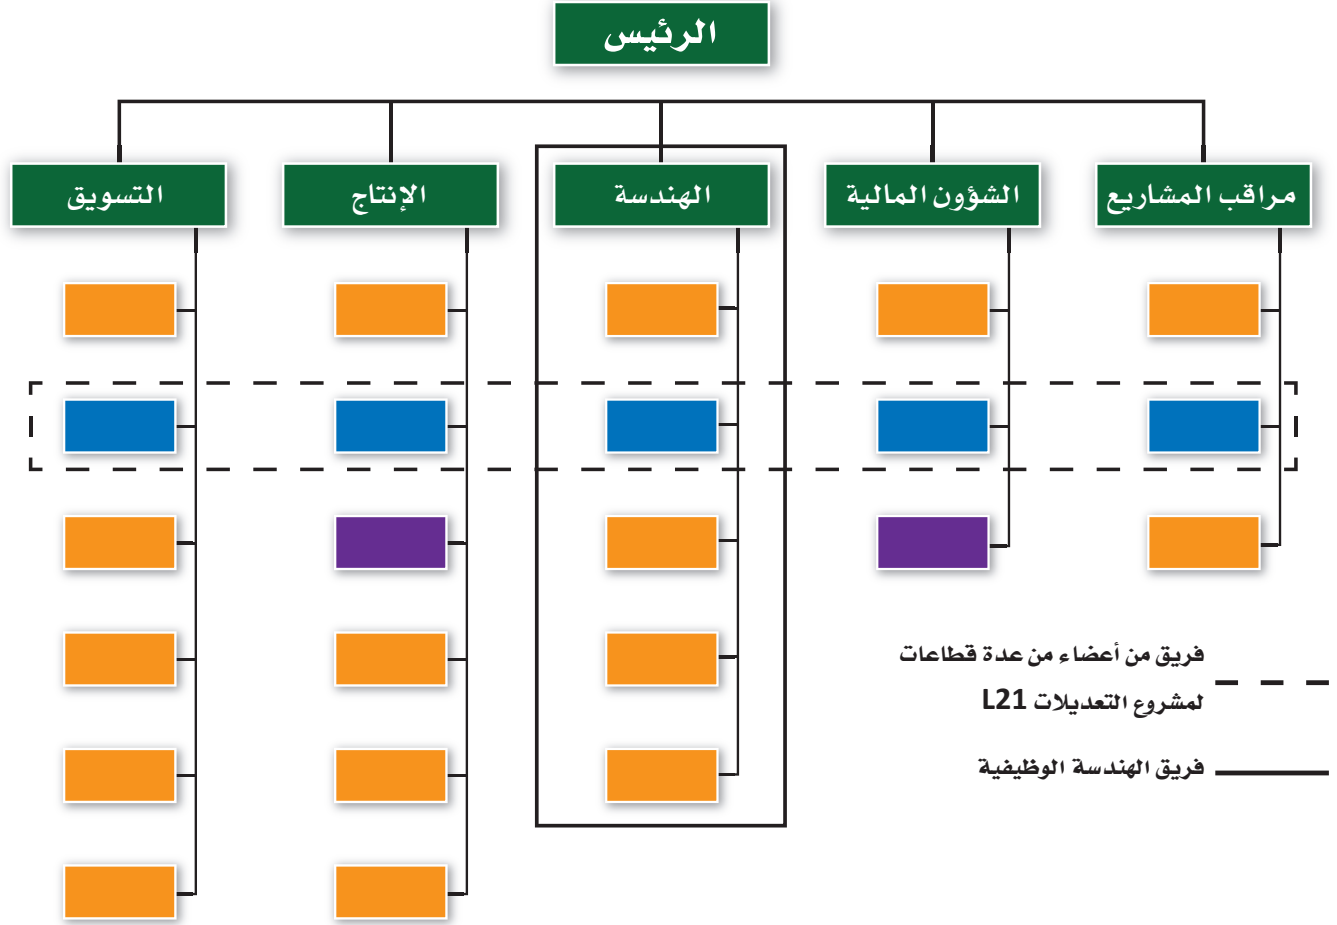 الرئيس
مراقب المشاريع
الشؤون المالية
الهندسة
الإنتاج
التسويق
فريق من أعضاء من عدة قطاعات
لمشروع التعديلات L21
فريق الهندسة الوظيفية